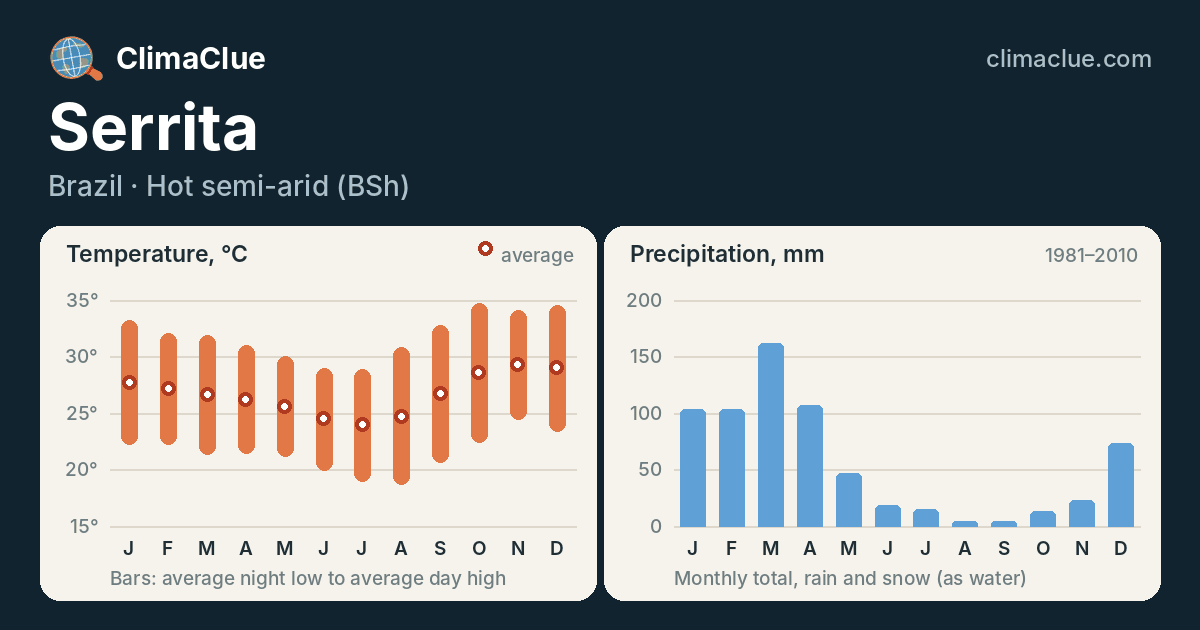 ClimaClue
climaclue.com
Serrita
Brazil · Hot semi-arid (BSh)
Temperature, °C
average
35°
30°
25°
20°
15°
J F M A M J J A S O N D
Bars: average night low to average day high
Precipitation, mm
1981–2010
200
150
100
50
0
J F M A M J J A S O N D
Monthly total, rain and snow (as water)